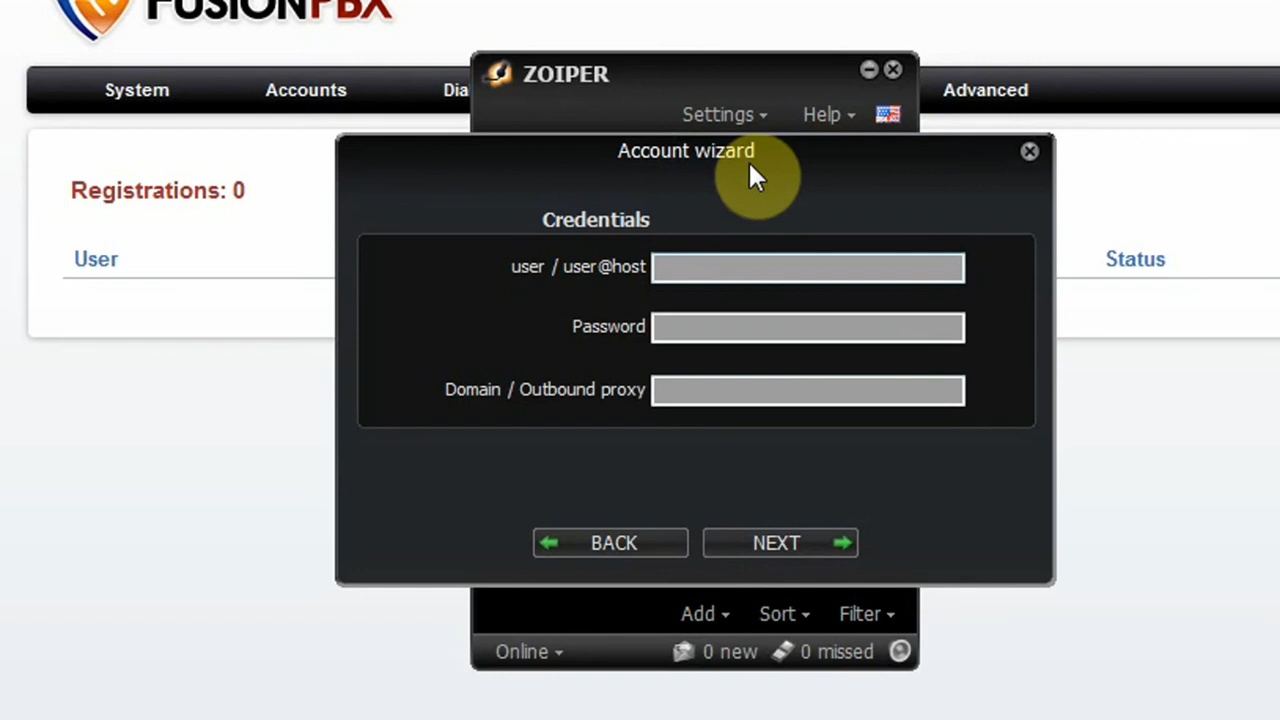 FUSIONPBX
System Accounts Dia Advanced
ZOIPER
Settings Help
Account wizard
Registrations: 0
Credentials
User Status
user / user@host
Password
Domain / Outbound proxy
BACK NEXT
Add Sort Filter
Online 0 new 0 missed